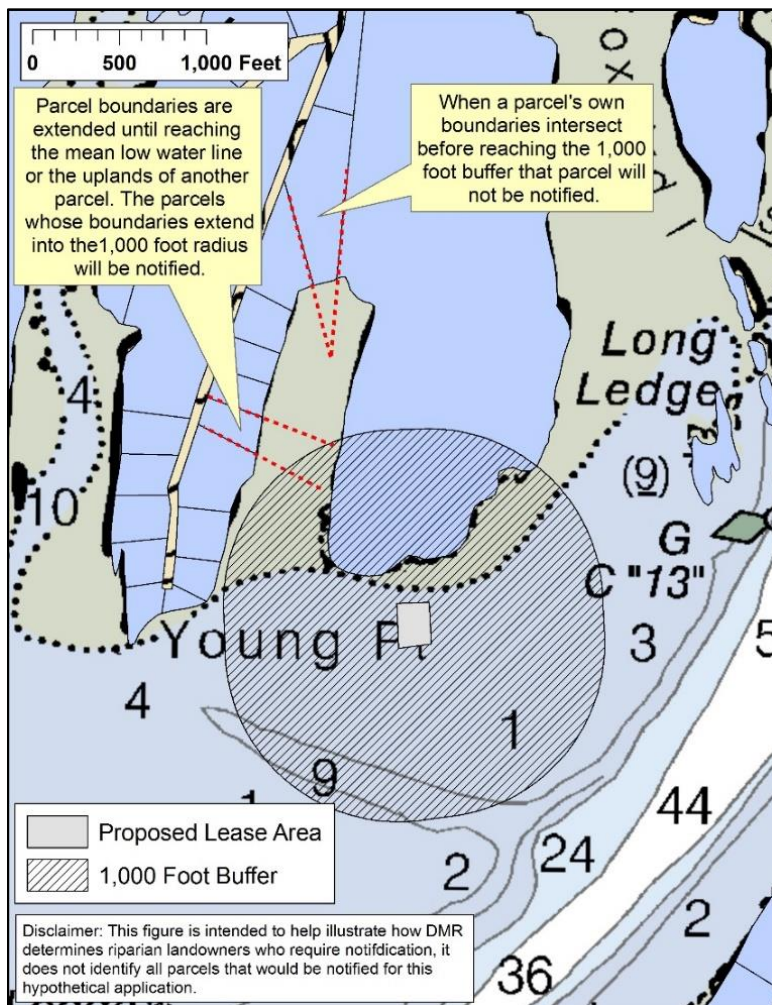 0 500 1,000 Feet
Parcel boundaries are
extended until reaching
the mean low water line
or the uplands of another
parcel. The parcels
whose boundaries extend
into the1,000 foot radius
will be notified.
When a parcel's own
boundaries intersect
before reaching the 1,000
foot buffer that parcel will
not be notified.
Long
Ledge
4
10
(9)
G
C "13"
Young Pt
3
5
4
1
9
44
2
24
2
36
Proposed Lease Area
1,000 Foot Buffer
Disclaimer: This figure is intended to help illustrate how DMR
determines riparian landowners who require notifdication, it
does not identify all parcels that would be notified for this
hypothetical application.